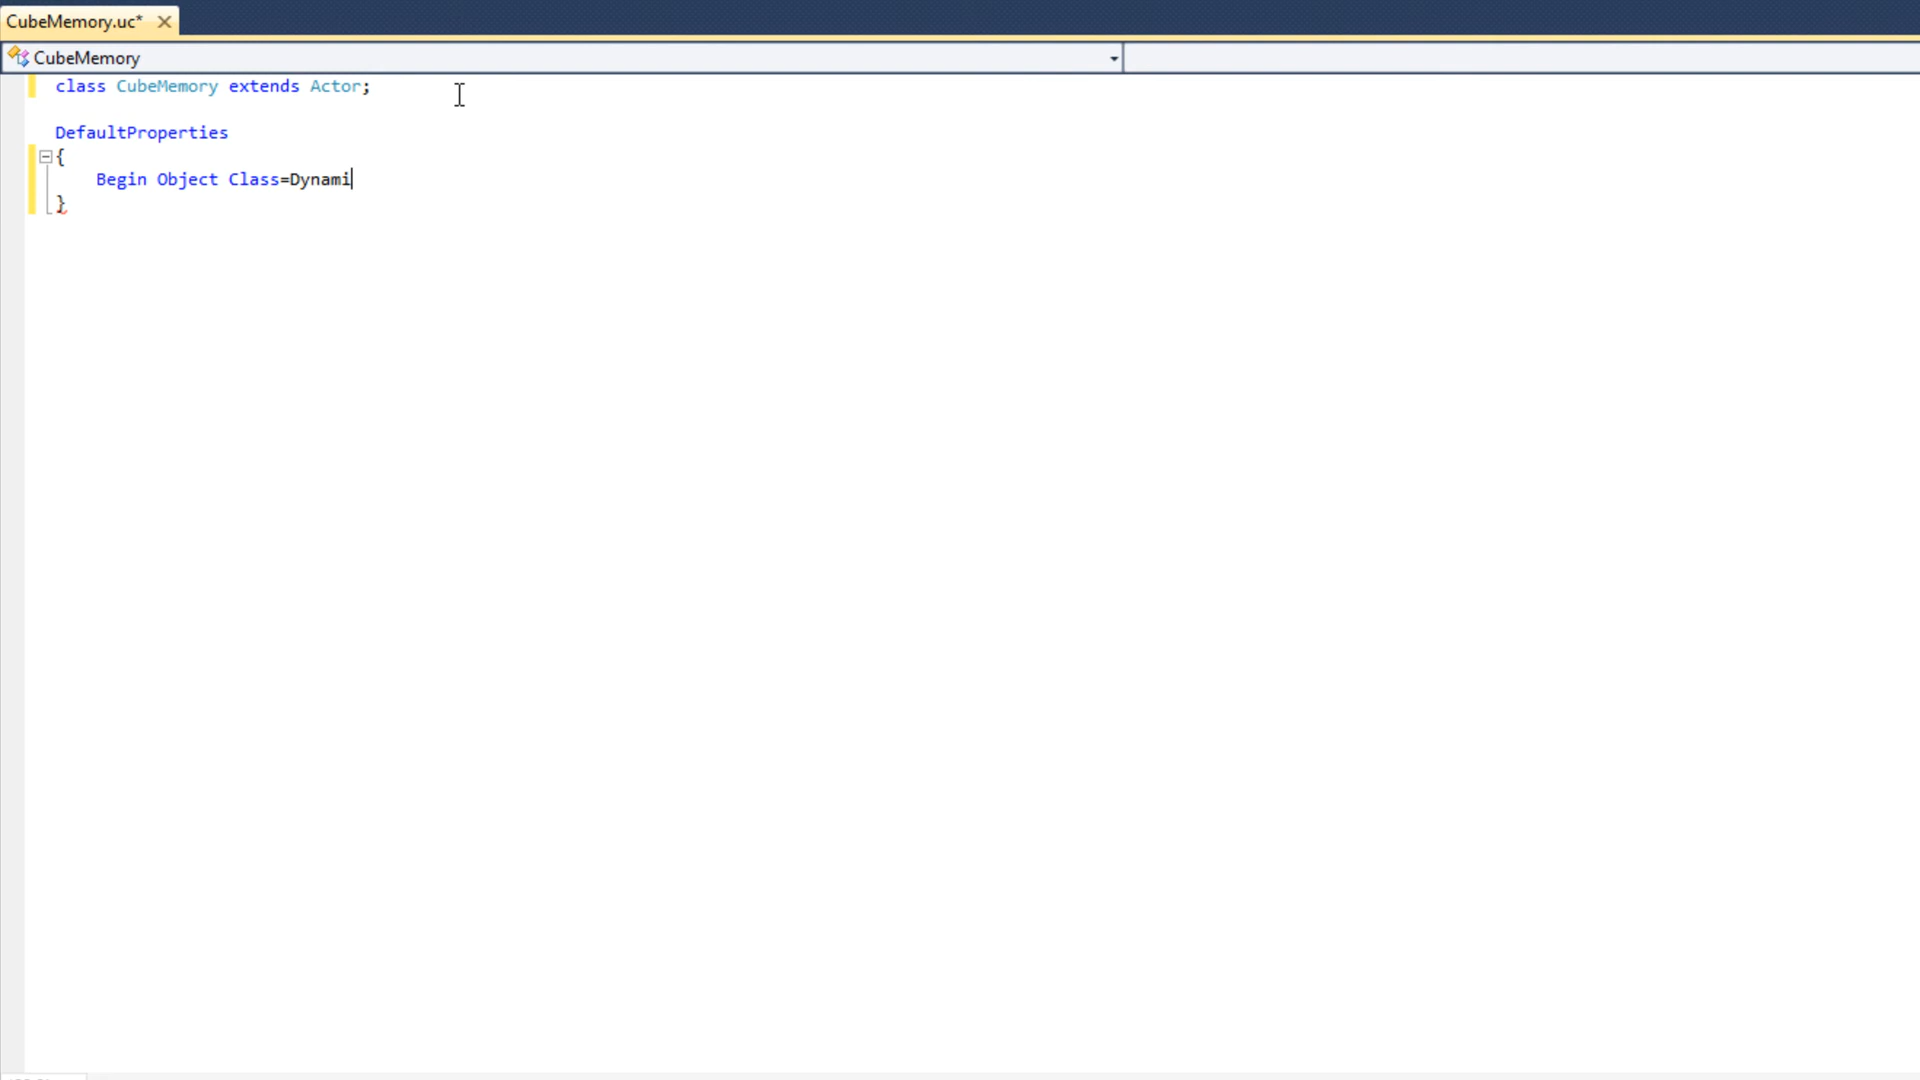 CubeMemory.uc*
CubeMemory
class CubeMemory extends Actor;
DefaultProperties
{
Begin Object Class=Dynami
}